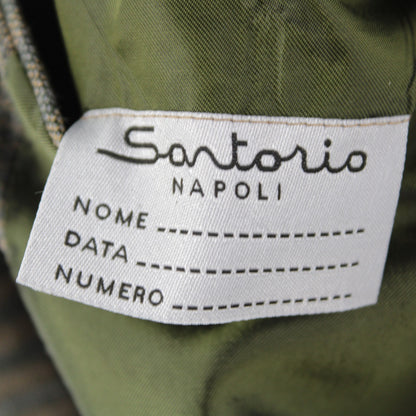 Sartorio
NAPOLI
NOME
DATA
NUMERO